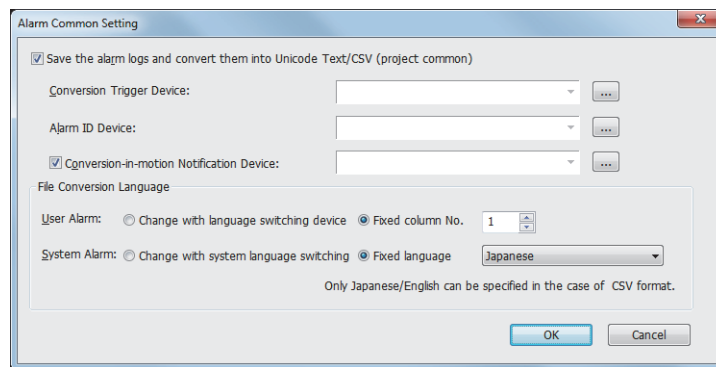 Alarm Common Setting
Save the alarm logs and convert them into Unicode Text/CSV (project common)
Conversion Trigger Device:
...
Alarm ID Device:
...
Conversion-in-motion Notification Device:
...
File Conversion Language
User Alarm: Change with language switching device Fixed column No. 1
System Alarm: Change with system language switching Fixed language Japanese
Only Japanese/English can be specified in the case of CSV format.
OK Cancel